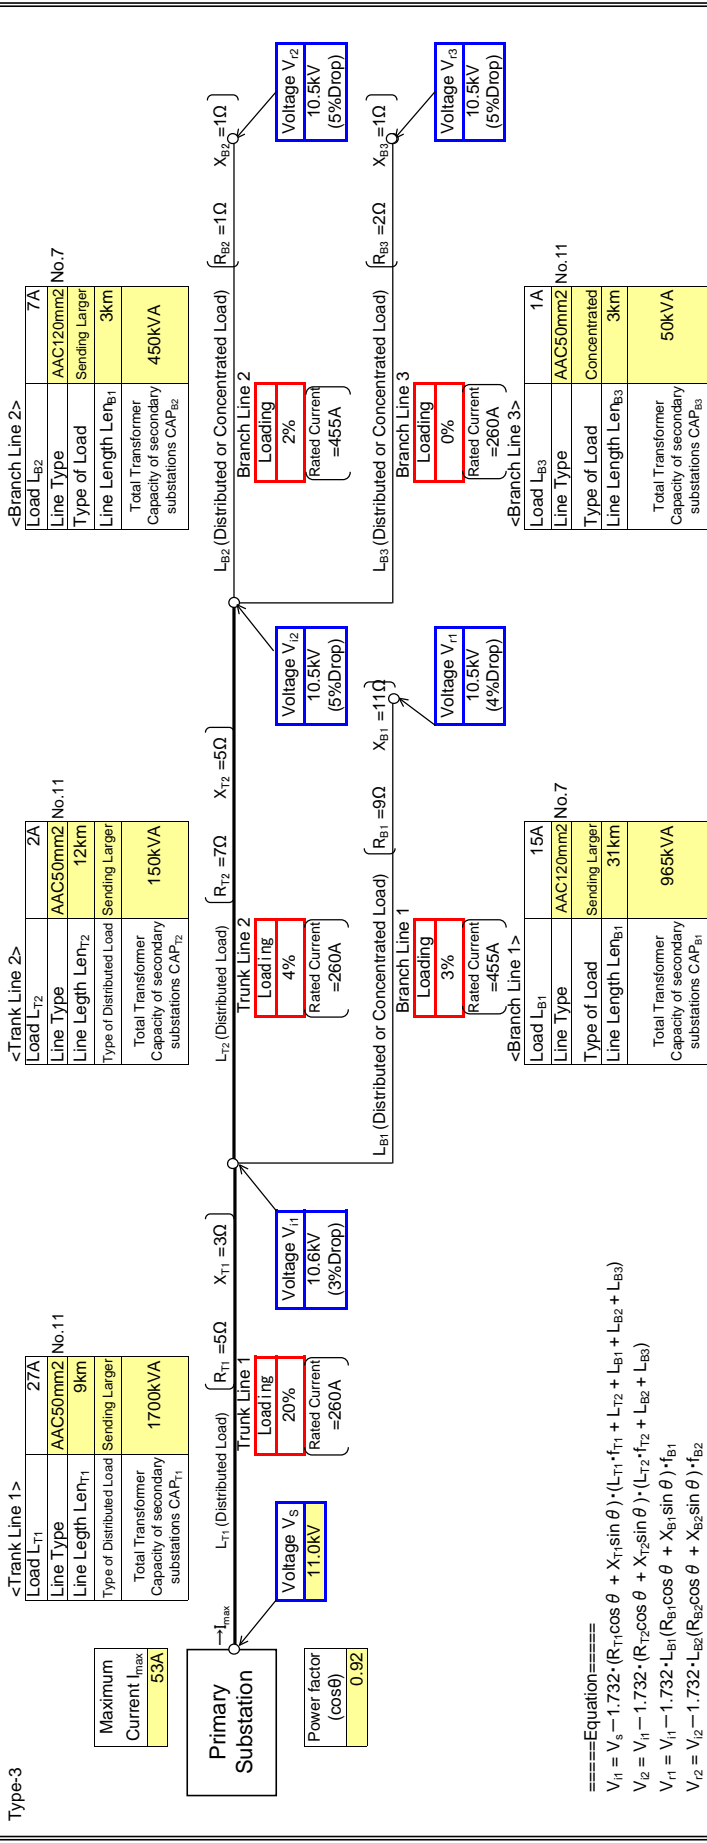 Type-3
Maximum
Current Imax
53A
Primary
Substation
Power factor
(cosθ)
0.92
→Imax
Voltage VS
11.0kV
<Trank Line 1>
Load LT1 27A
Line Type AAC50mm2 No.11
Line Legth LenT1 9km
Type of Distributed Load Sending Larger
Total Transformer
Capacity of secondary
substations CAPT1
1700kVA
LT1 (Distributed Load)
RT1 =5Ω XT1 =3Ω
Trunk Line 1
Loading
20%
Rated Current
=260A
Voltage Vi1
10.6kV
(3%Drop)
<Trank Line 2>
Load LT2 2A
Line Type AAC50mm2 No.11
Line Legth LenT2 12km
Type of Distributed Load Sending Larger
Total Transformer
Capacity of secondary
substations CAPT2
150kVA
LT2 (Distributed Load)
RT2 =7Ω XT2 =5Ω
Trunk Line 2
Loading
4%
Rated Current
=260A
Voltage Vi2
10.5kV
(5%Drop)
LB1 (Distributed or Concentrated Load)
RB1 =9Ω XB1 =11Ω
Branch Line 1
Loading
3%
Rated Current
=455A
Voltage Vr1
10.5kV
(4%Drop)
<Branch Line 1>
Load LB1 15A
Line Type AAC120mm2 No.7
Type of Load Sending Larger
Line Length LenB1 31km
Total Transformer
Capacity of secondary
substations CAPB1
965kVA
<Branch Line 2>
Load LB2 7A
Line Type AAC120mm2 No.7
Type of Load Sending Larger
Line Length LenB1 3km
Total Transformer
Capacity of secondary
substations CAPB2
450kVA
LB2 (Distributed or Concentrated Load)
RB2 =1Ω XB2 =1Ω
Branch Line 2
Loading
2%
Rated Current
=455A
Voltage Vr2
10.5kV
(5%Drop)
LB3 (Distributed or Concentrated Load)
RB3 =2Ω XB3 =1Ω
Branch Line 3
Loading
0%
Rated Current
=260A
Voltage Vr3
10.5kV
(5%Drop)
<Branch Line 3>
Load LB3 1A
Line Type AAC50mm2 No.11
Type of Load Concentrated
Line Length LenB3 3km
Total Transformer
Capacity of secondary
substations CAPB3
50kVA
=====Equation=====
Vi1 = Vs−1.732・(RT1cos θ + XT1sin θ)・(LT1・fT1 + LT2 + LB1 + LB2 + LB3)
Vi2 = Vi1−1.732・(RT2cos θ + XT2sin θ)・(LT2・fT2 + LB2 + LB3)
Vr1 = Vi1−1.732・LB1(RB1cos θ + XB1sin θ)・fB1
Vr2 = Vi2−1.732・LB2(RB2cos θ + XB2sin θ)・fB2